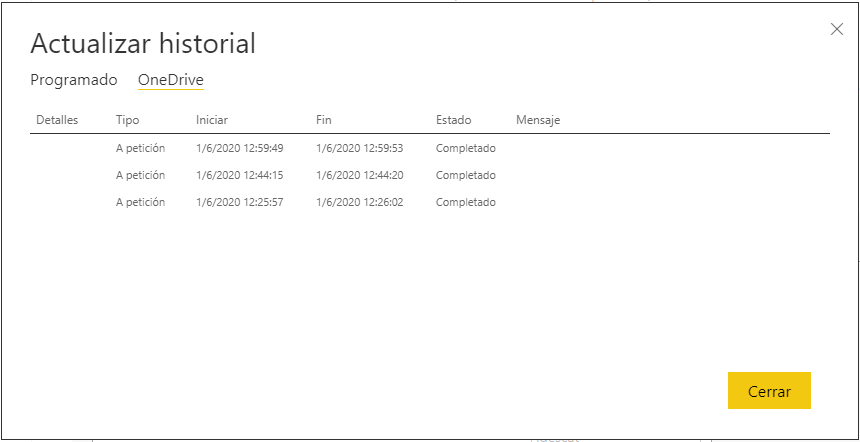 Actualizar historial
Programado OneDrive
Detalles Tipo Iniciar Fin Estado Mensaje
A petición 1/6/2020 12:59:49 1/6/2020 12:59:53 Completado
A petición 1/6/2020 12:44:15 1/6/2020 12:44:20 Completado
A petición 1/6/2020 12:25:57 1/6/2020 12:26:02 Completado
Cerrar